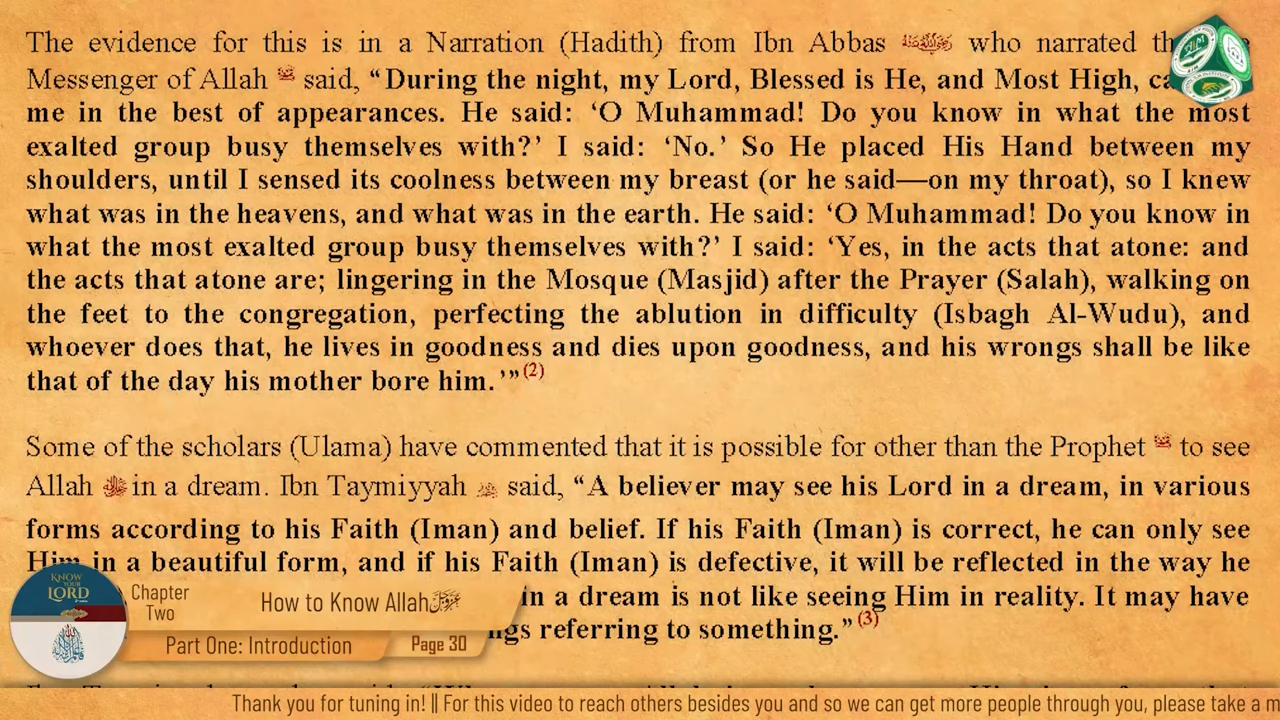 The evidence for this is in a Narration (Hadith) from Ibn Abbas who narrated
Messenger of Allah ﷺ said, “During the night, my Lord, Blessed is He, and Most High,
me in the best of appearances. He said: ‘O Muhammad! Do you know in what the most
exalted group busy themselves with?’ I said: ‘No.’ So He placed His Hand between my
shoulders, until I sensed its coolness between my breast (or he said—on my throat), so I knew
what was in the heavens, and what was in the earth. He said: ‘O Muhammad! Do you know in
what the most exalted group busy themselves with?’ I said: ‘Yes, in the acts that atone: and
the acts that atone are; lingering in the Mosque (Masjid) after the Prayer (Salah), walking on
the feet to the congregation, perfecting the ablution in difficulty (Isbagh Al-Wudu), and
whoever does that, he lives in goodness and dies upon goodness, and his wrongs shall be like
that of the day his mother bore him.’”(2)
Some of the scholars (Ulama) have commented that it is possible for other than the Prophet ﷺ to see
Allah in a dream. Ibn Taymiyyah said, “A believer may see his Lord in a dream, in various
forms according to his Faith (Iman) and belief. If his Faith (Iman) is correct, he can only see
Him in a beautiful form, and if his Faith (Iman) is defective, it will be reflected in the way he
in a dream is not like seeing Him in reality. It may have
referring to something.”(3)
KNOW
YOUR
LORD
Chapter
Two
How to Know Allah عَزَّوَجَلَّ
Part One: Introduction
Page 30
Thank you for tuning in! || For this video to reach others besides you and so we can get more people through you, please take a